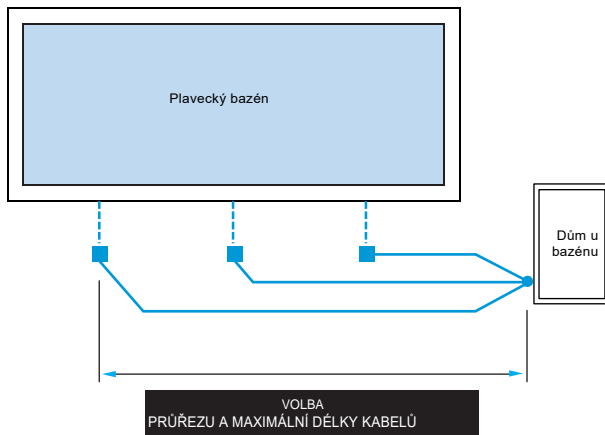 Plavecký bazén
Dům u
bazénu
VOLBA
PRŮŘEZU A MAXIMÁLNÍ DÉLKY KABELŮ